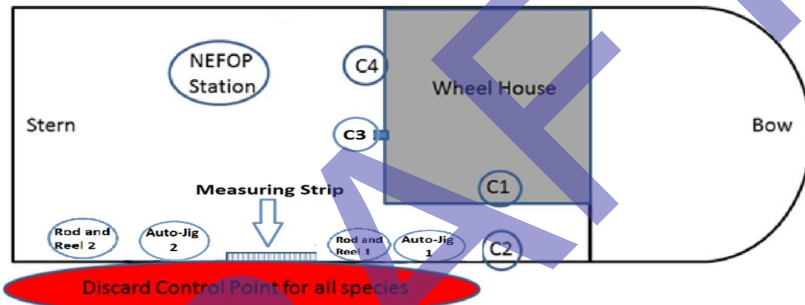 NEFOP
Station
C4
Wheel House
Stern
C3
Bow
C1
Measuring Strip
Rod and
Reel 2
Auto-Jig
2
Rod and
Reel 1
Auto-Jig
1
C2
Discard Control Point for all species